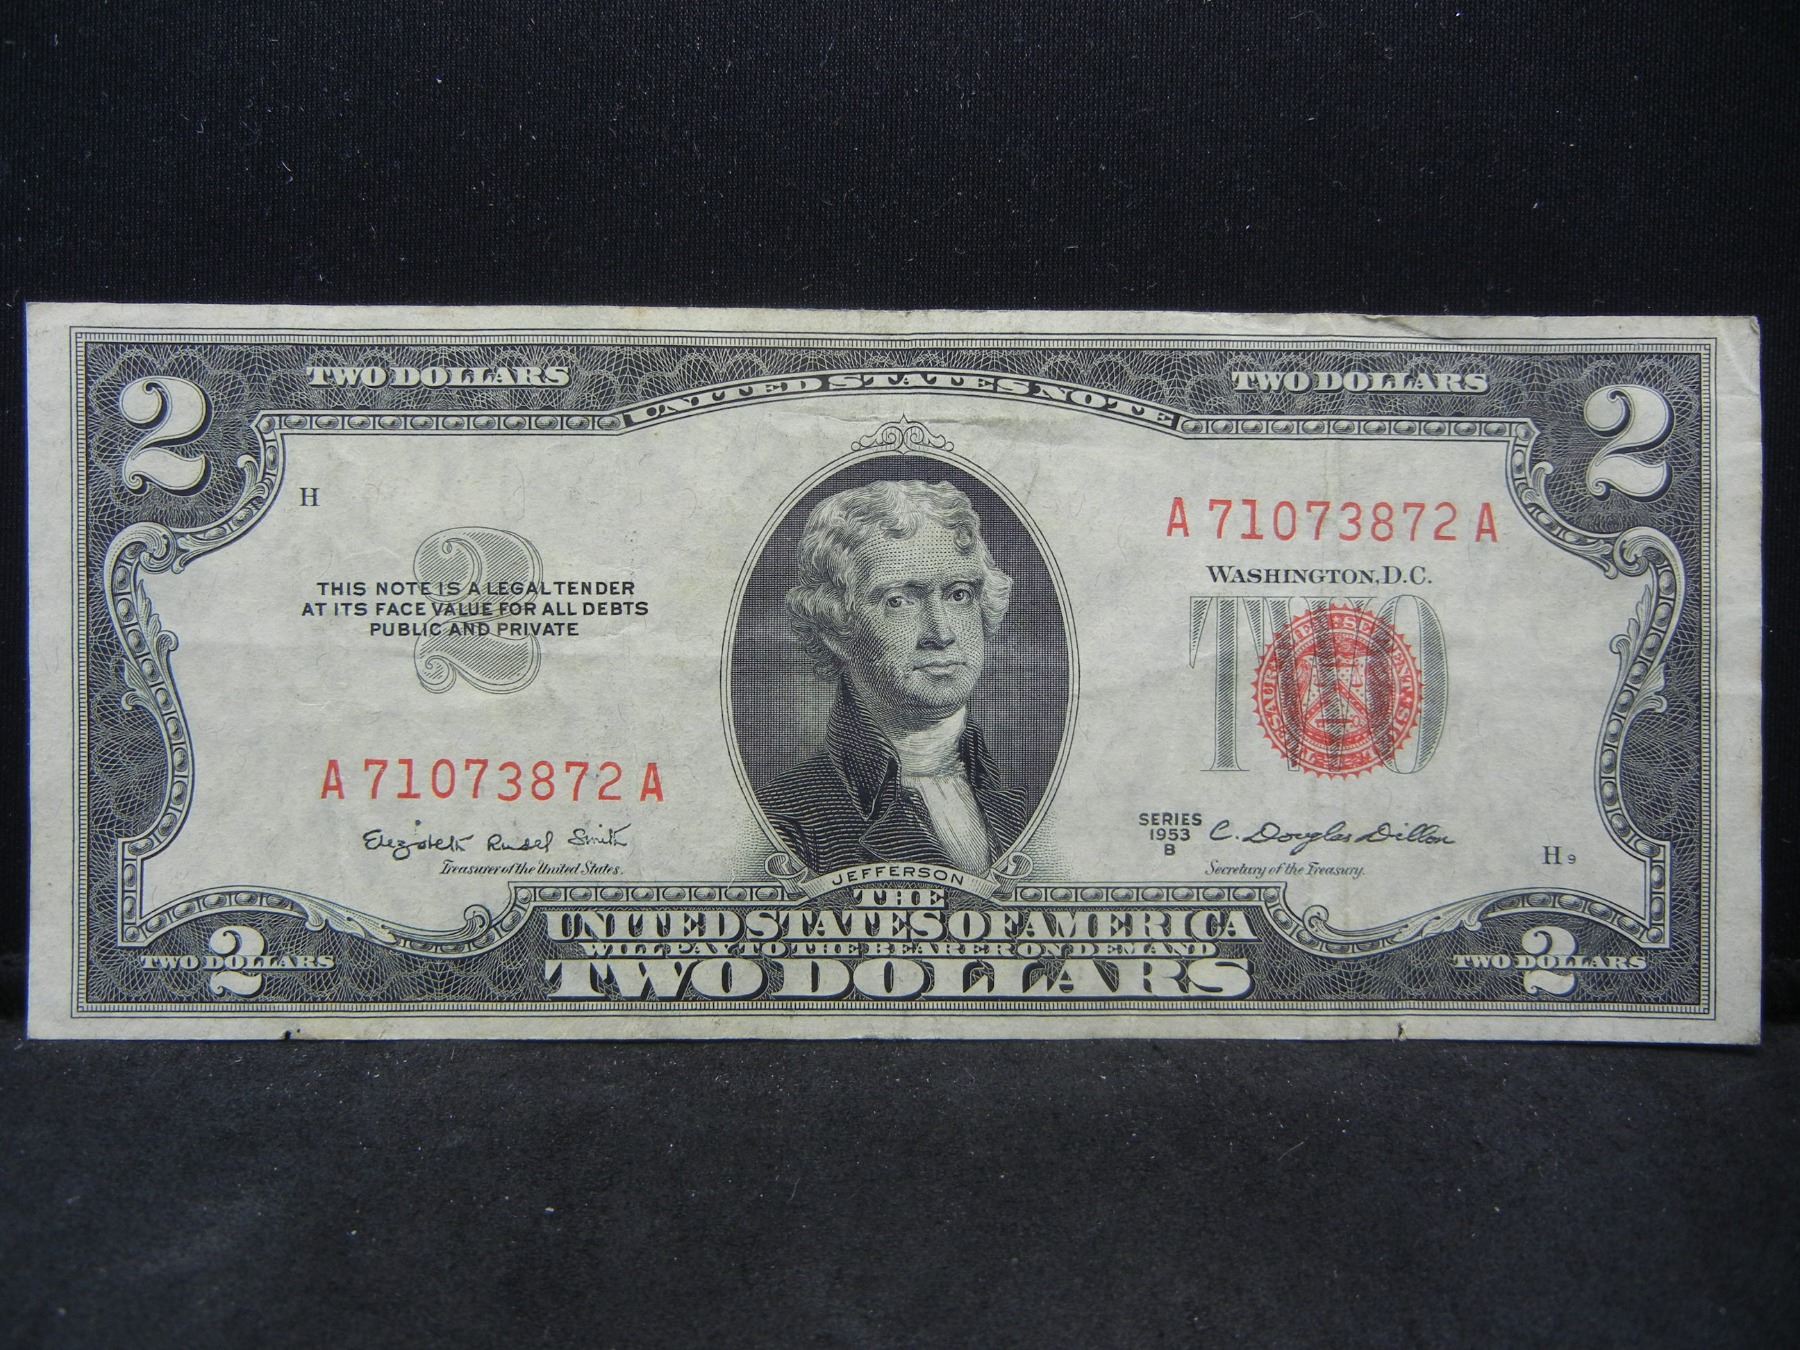 2 TWO DOLLARS UNITED STATES NOTE TWO DOLLARS 2
H
A 71073872 A
WASHINGTON, D.C.
2
THIS NOTE IS A LEGAL TENDER
AT ITS FACE VALUE FOR ALL DEBTS
PUBLIC AND PRIVATE
TWO
A 71073872 A
Elizabeth Rudel Smith
Treasurer of the United States.
SERIES
1953
B
C. Douglas Dillon
Secretary of the Treasury.
H 9
JEFFERSON
THE
UNITED STATES OF AMERICA
WILL PAY TO THE BEARER ON DEMAND
TWO DOLLARS
TWO 2 DOLLARS
TWO 2 DOLLARS